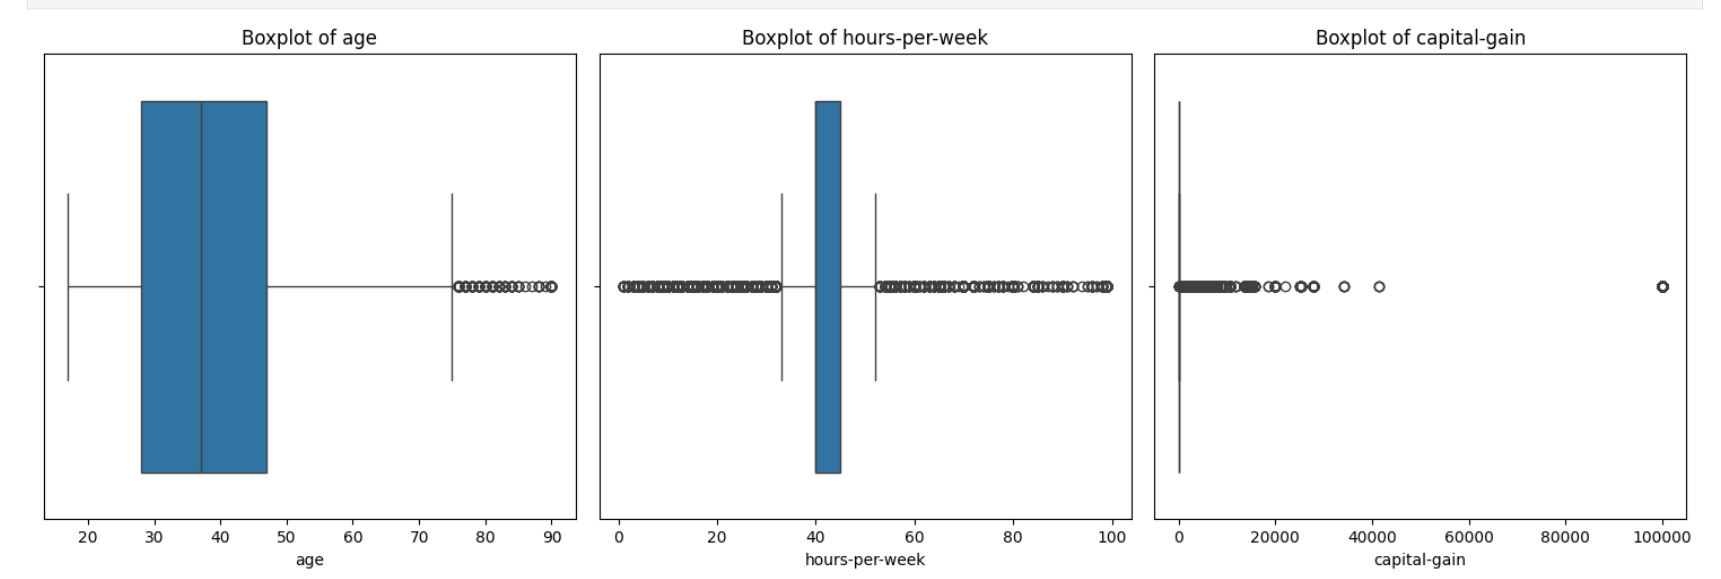 Boxplot of age
20 30 40 50 60 70 80 90
age
Boxplot of hours-per-week
0 20 40 60 80 100
hours-per-week
Boxplot of capital-gain
0 20000 40000 60000 80000 100000
capital-gain